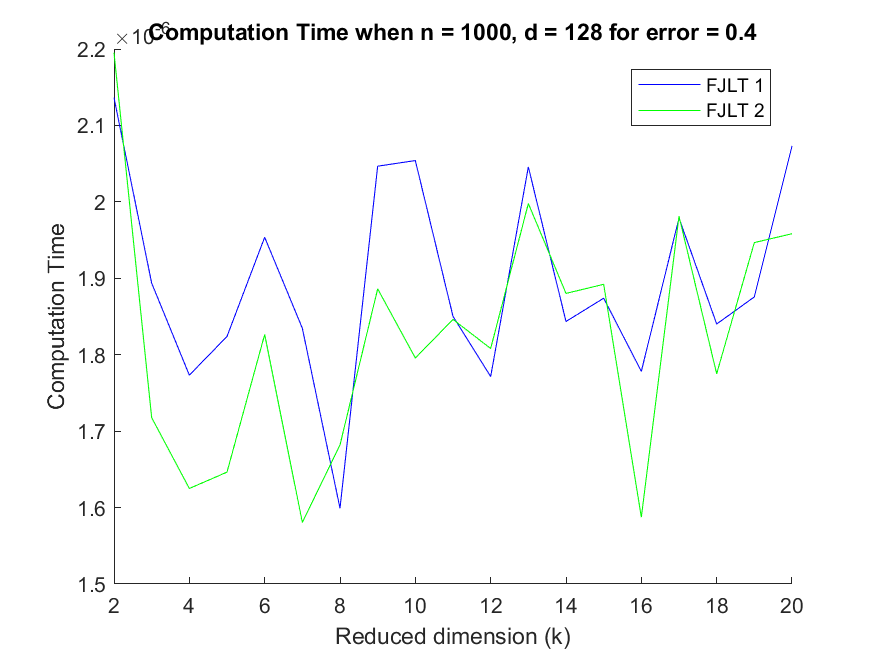 Computation Time when n = 1000, d = 128 for error = 0.4
×10-6
FJLT 1
FJLT 2
2.2
2.1
2
1.9
1.8
1.7
1.6
1.5
Computation Time
2 4 6 8 10 12 14 16 18 20
Reduced dimension (k)